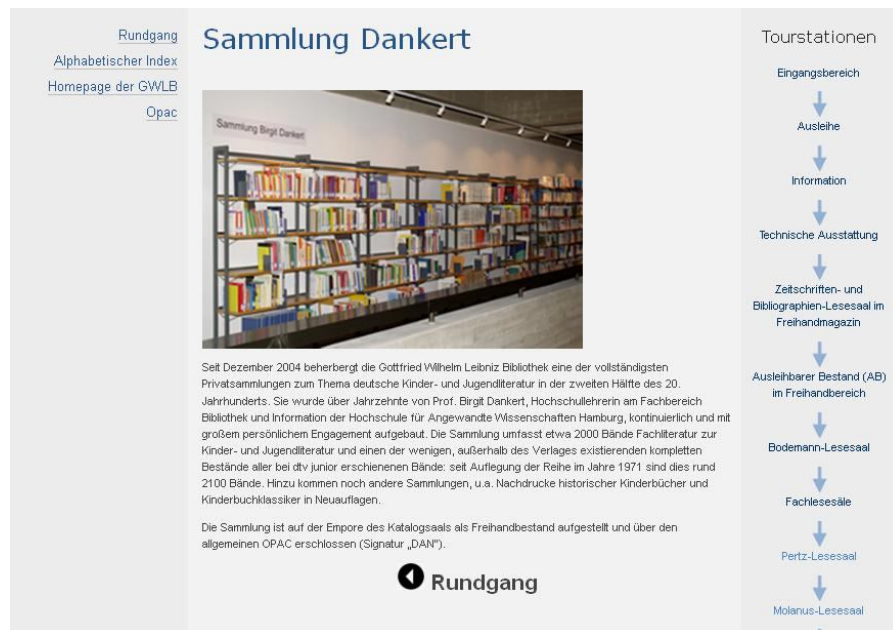 Rundgang
Alphabetischer Index
Homepage der GWLB
Opac
Sammlung Dankert
Sammlung Birgit Dankert
Seit Dezember 2004 beherbergt die Gottfried Wilhelm Leibniz Bibliothek eine der vollständigsten
Privatsammlungen zum Thema deutsche Kinder- und Jugendliteratur in der zweiten Hälfte des 20.
Jahrhunderts. Sie wurde über Jahrzehnte von Prof. Birgit Dankert, Hochschullehrerin am Fachbereich
Bibliothek und Information der Hochschule für Angewandte Wissenschaften Hamburg, kontinuierlich und mit
großem persönlichem Engagement aufgebaut. Die Sammlung umfasst etwa 2000 Bände Fachliteratur zur
Kinder- und Jugendliteratur und einen der wenigen, außerhalb des Verlages existierenden kompletten
Bestände aller bei dtv junior erschienenen Bände: seit Auflegung der Reihe im Jahre 1971 sind dies rund
2100 Bände. Hinzu kommen noch andere Sammlungen, u.a. Nachdrucke historischer Kinderbücher und
Kinderbuchklassiker in Neuauflagen.
Die Sammlung ist auf der Empore des Katalogsaals als Freihandbestand aufgestellt und über den
allgemeinen OPAC erschlossen (Signatur „DAN").
Rundgang
Tourstationen
Eingangsbereich
Ausleihe
Information
Technische Ausstattung
Zeitschriften- und
Bibliographien-Lesesaal im
Freihandmagazin
Ausleihbarer Bestand (AB)
im Freihandbereich
Bodemann-Lesesaal
Fachlesesäle
Pertz-Lesesaal
Molanus-Lesesaal